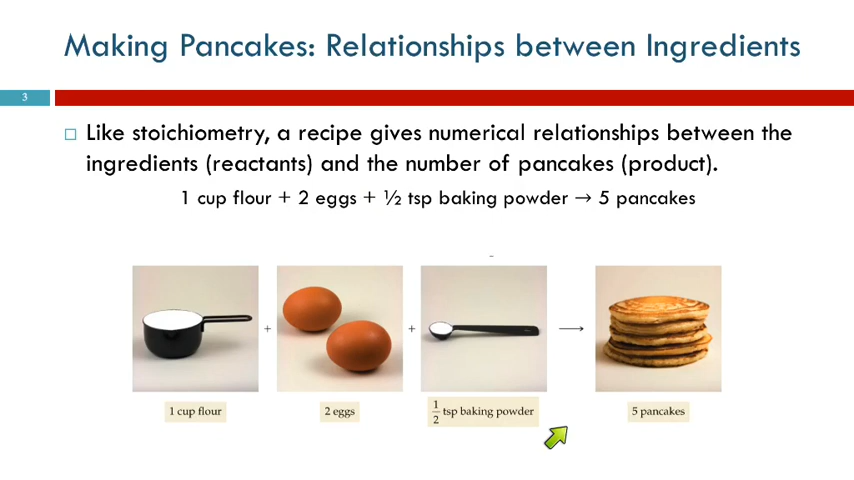 Making Pancakes: Relationships between Ingredients
3
□ Like stoichiometry, a recipe gives numerical relationships between the
ingredients (reactants) and the number of pancakes (product).
1 cup flour + 2 eggs + ½ tsp baking powder → 5 pancakes
+ + →
1 cup flour 2 eggs 1/2 tsp baking powder 5 pancakes